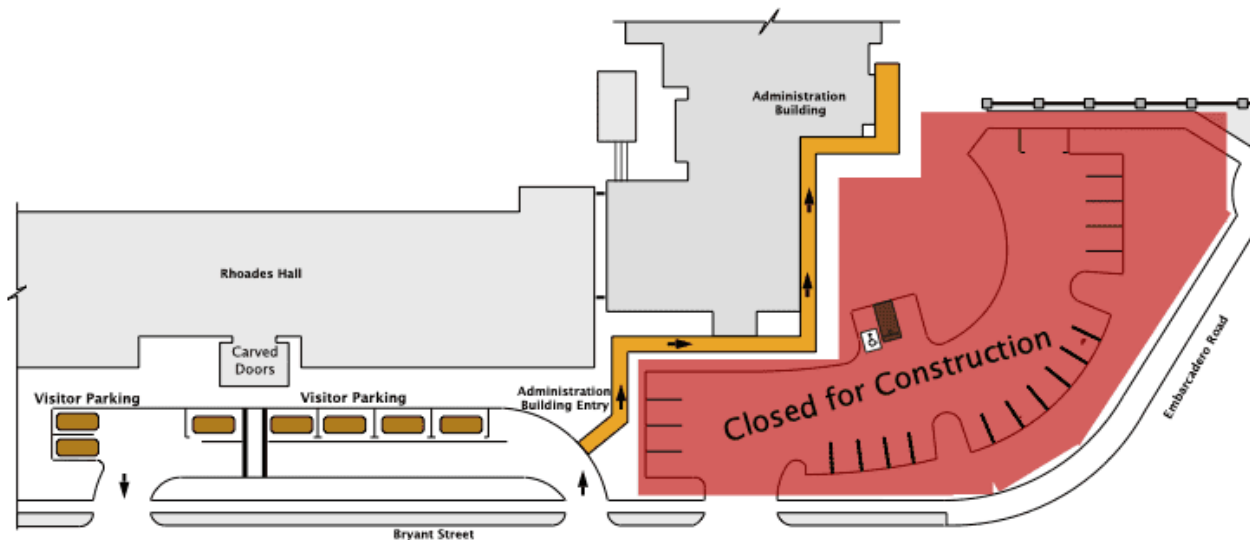 Administration
Building
Rhoades Hall
Carved
Doors
Visitor Parking
Visitor Parking
Administration
Building Entry
Closed for Construction
Embarcadero Road
Bryant Street